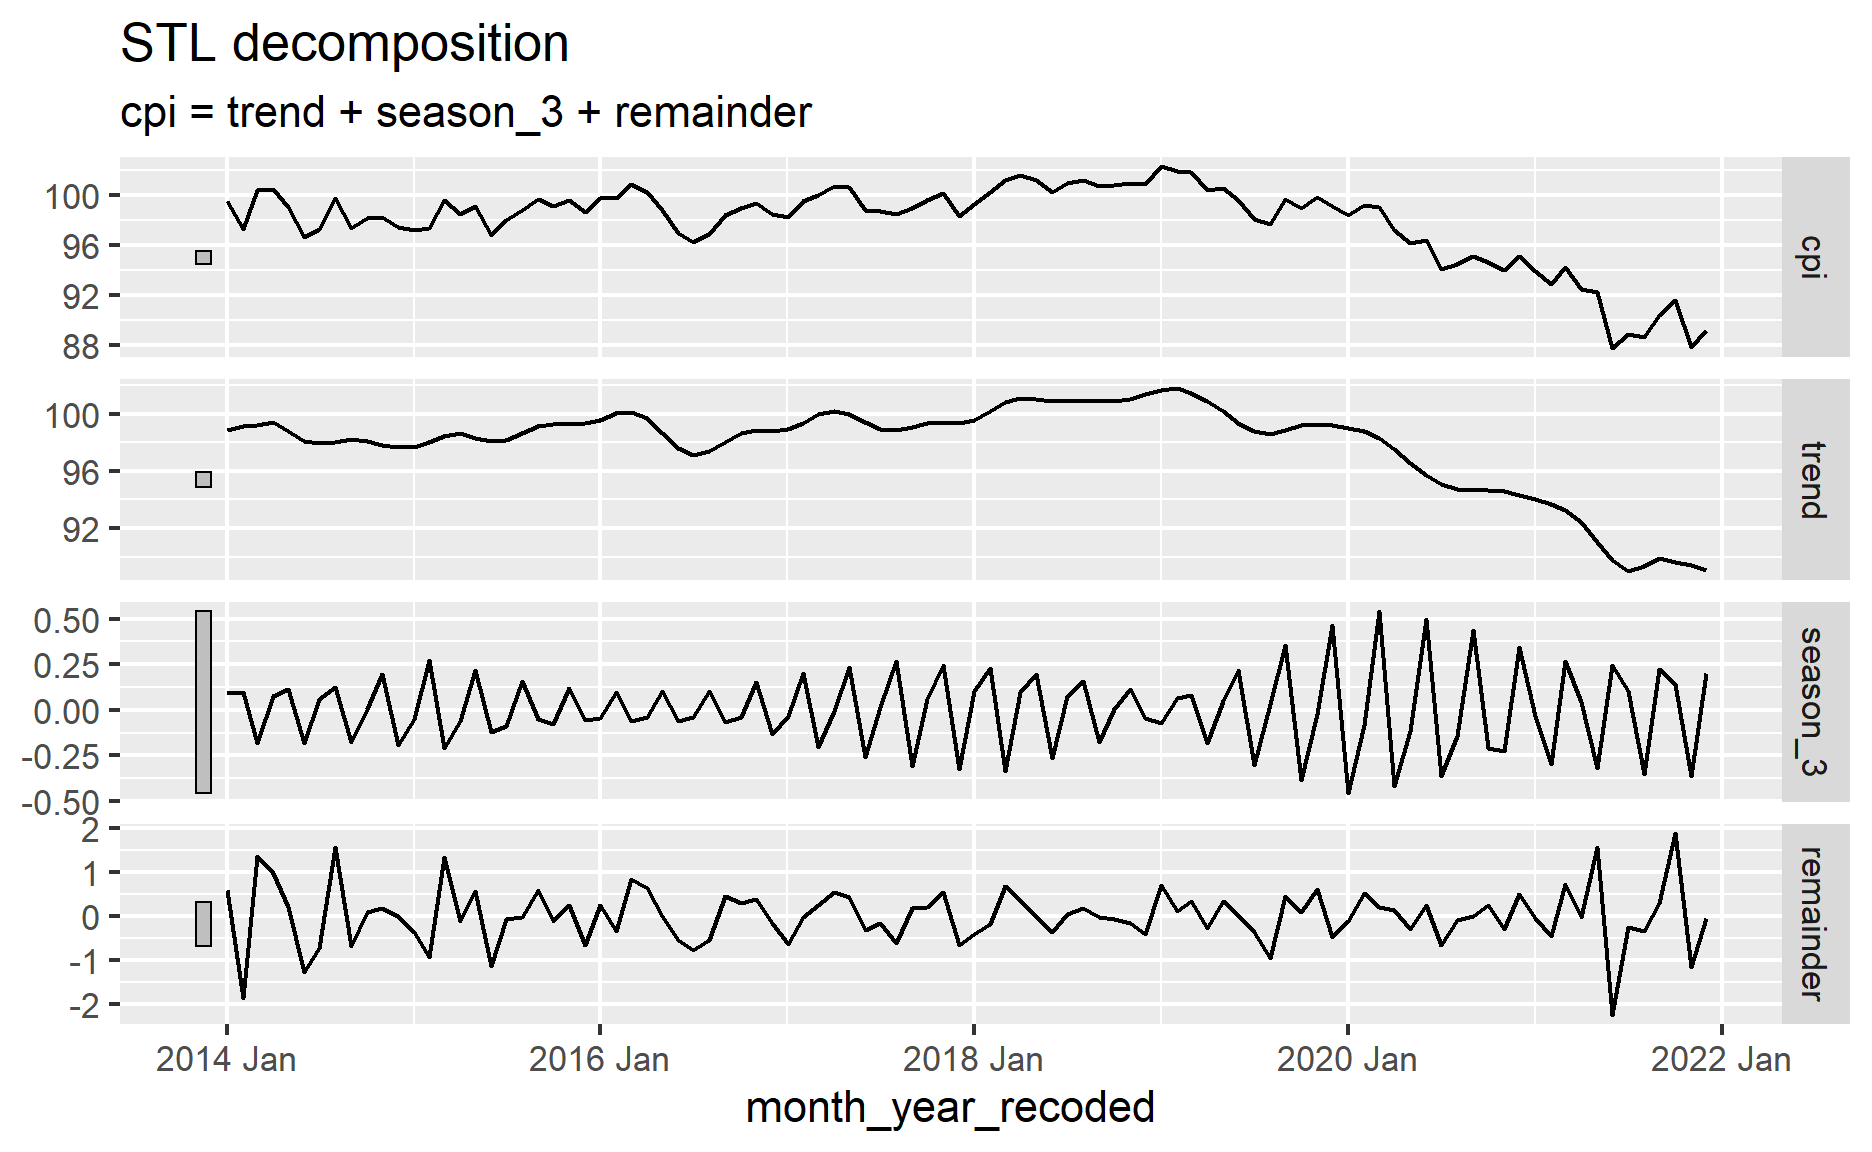 STL decomposition
cpi = trend + season_3 + remainder
100
96
92
88
cpi
100
96
92
trend
0.50
0.25
0.00
-0.25
-0.50
season_3
2
1
0
-1
-2
remainder
2014 Jan 2016 Jan 2018 Jan 2020 Jan 2022 Jan
month_year_recoded